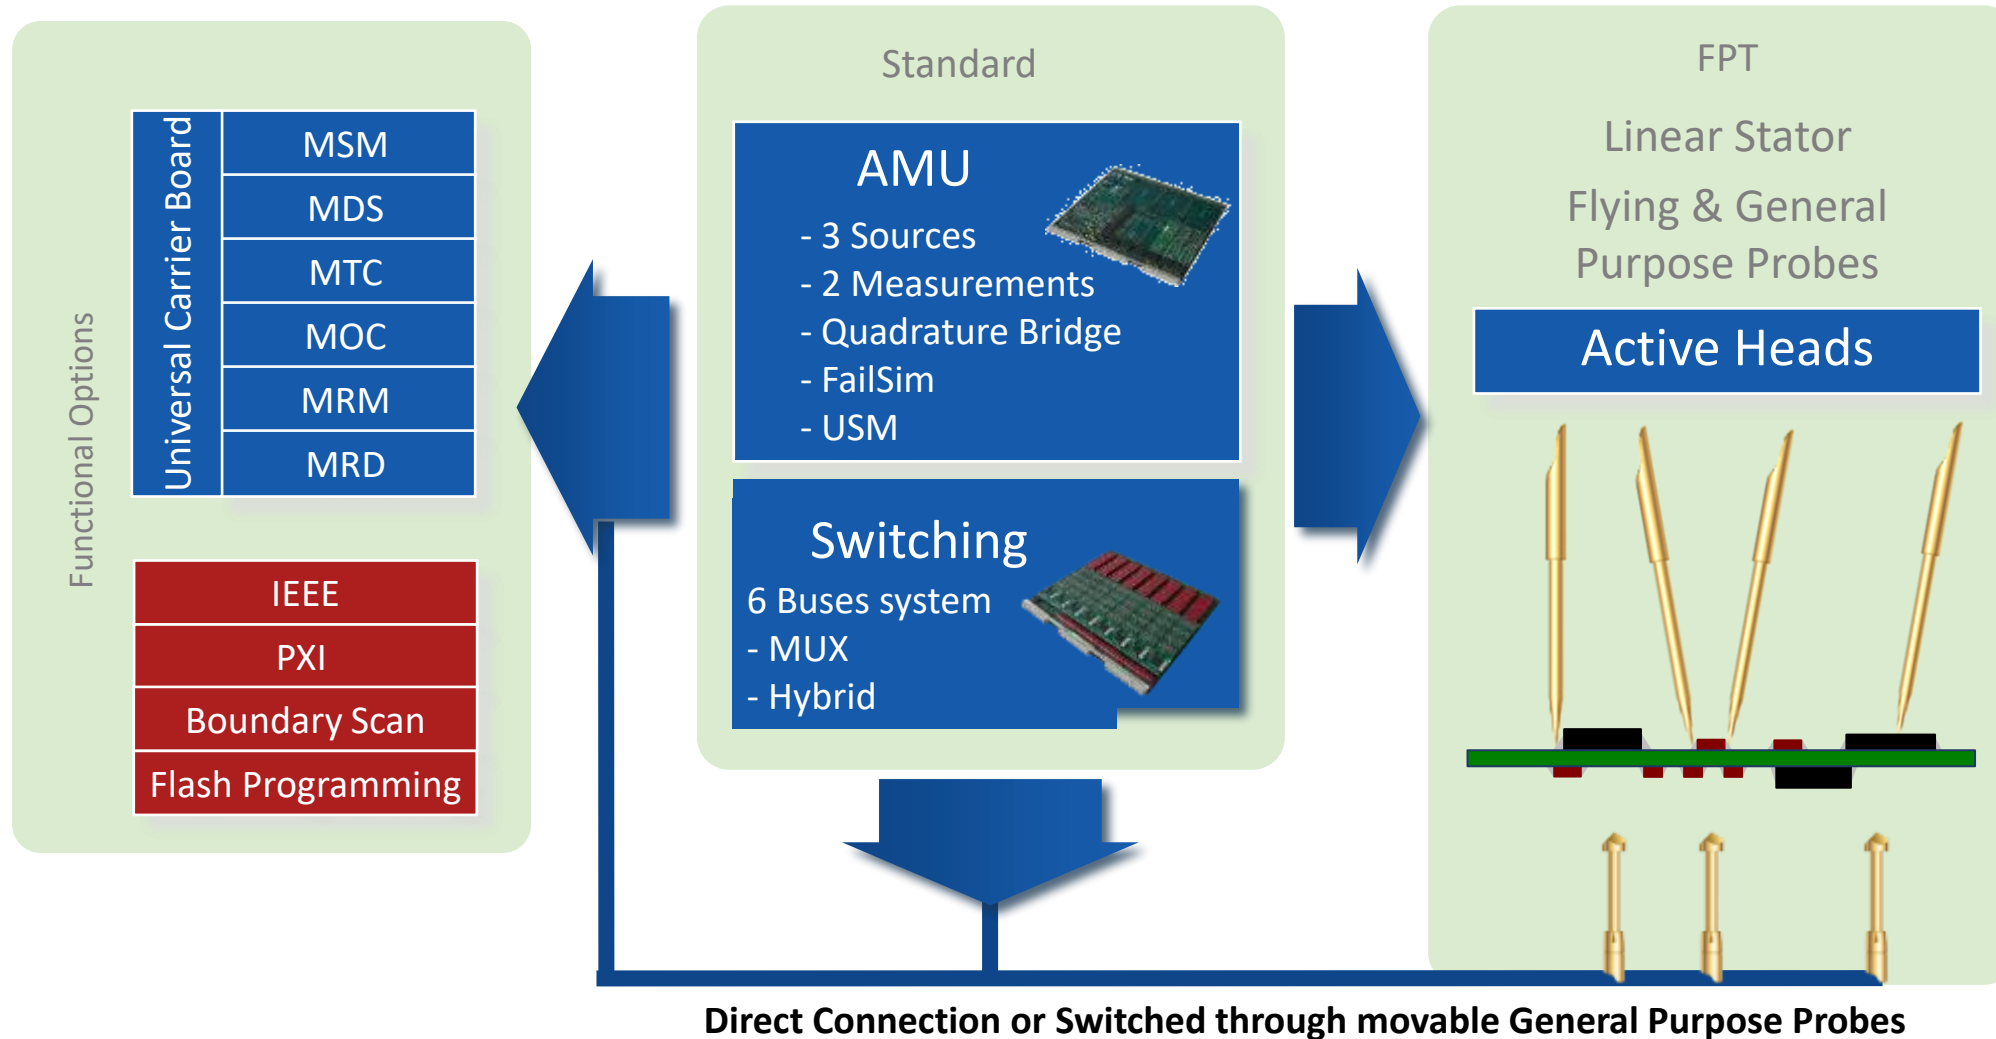 Functional Options
Universal Carrier Board
MSM
MDS
MTC
MOC
MRM
MRD
IEEE
PXI
Boundary Scan
Flash Programming
Standard
AMU
- 3 Sources
- 2 Measurements
- Quadrature Bridge
- FailSim
- USM
Switching
6 Buses system
- MUX
- Hybrid
FPT
Linear Stator
Flying & General
Purpose Probes
Active Heads
Direct Connection or Switched through movable General Purpose Probes